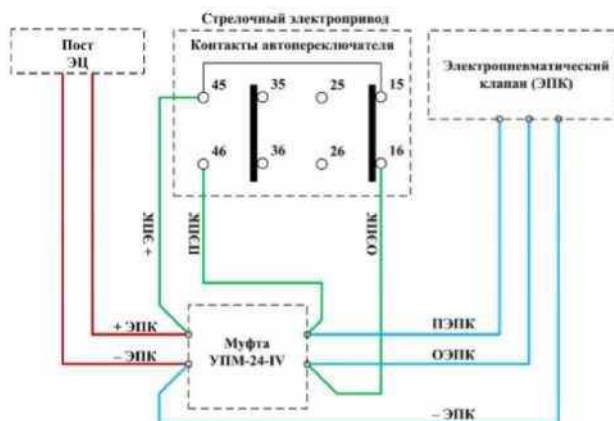 Стрелочный электропривод
Пост
ЭЦ
Контакты автопереключателя
45
35
25
15
46
36
26
16
Электропневматический
клапан (ЭПК)
+ ЭПК
ПЭПК
ОЭПК
+ ЭПК
– ЭПК
Муфта
УПМ-24-IV
ПЭПК
ОЭПК
– ЭПК